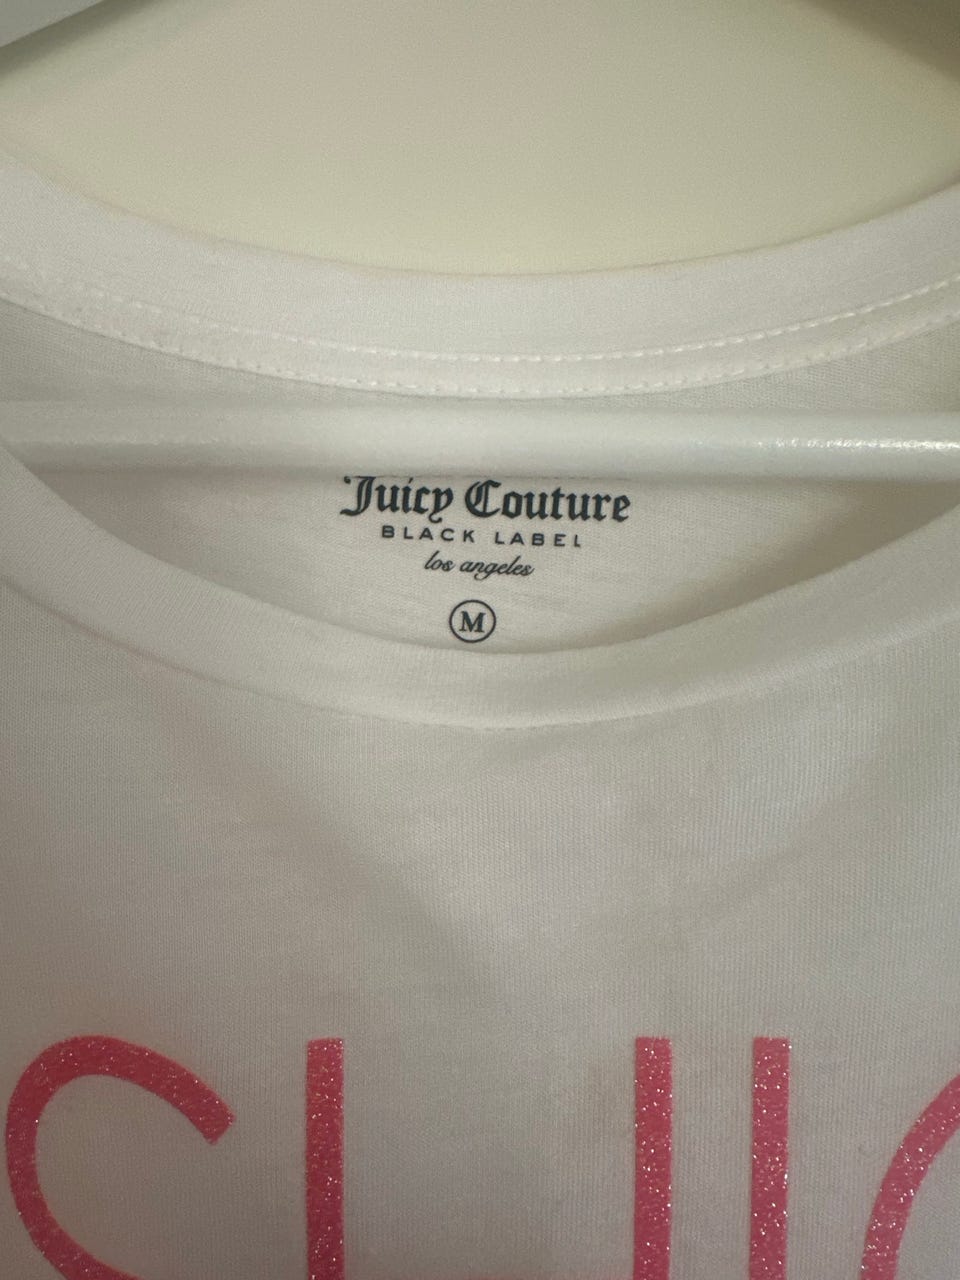 Juicy Couture
BLACK LABEL
los angeles
M